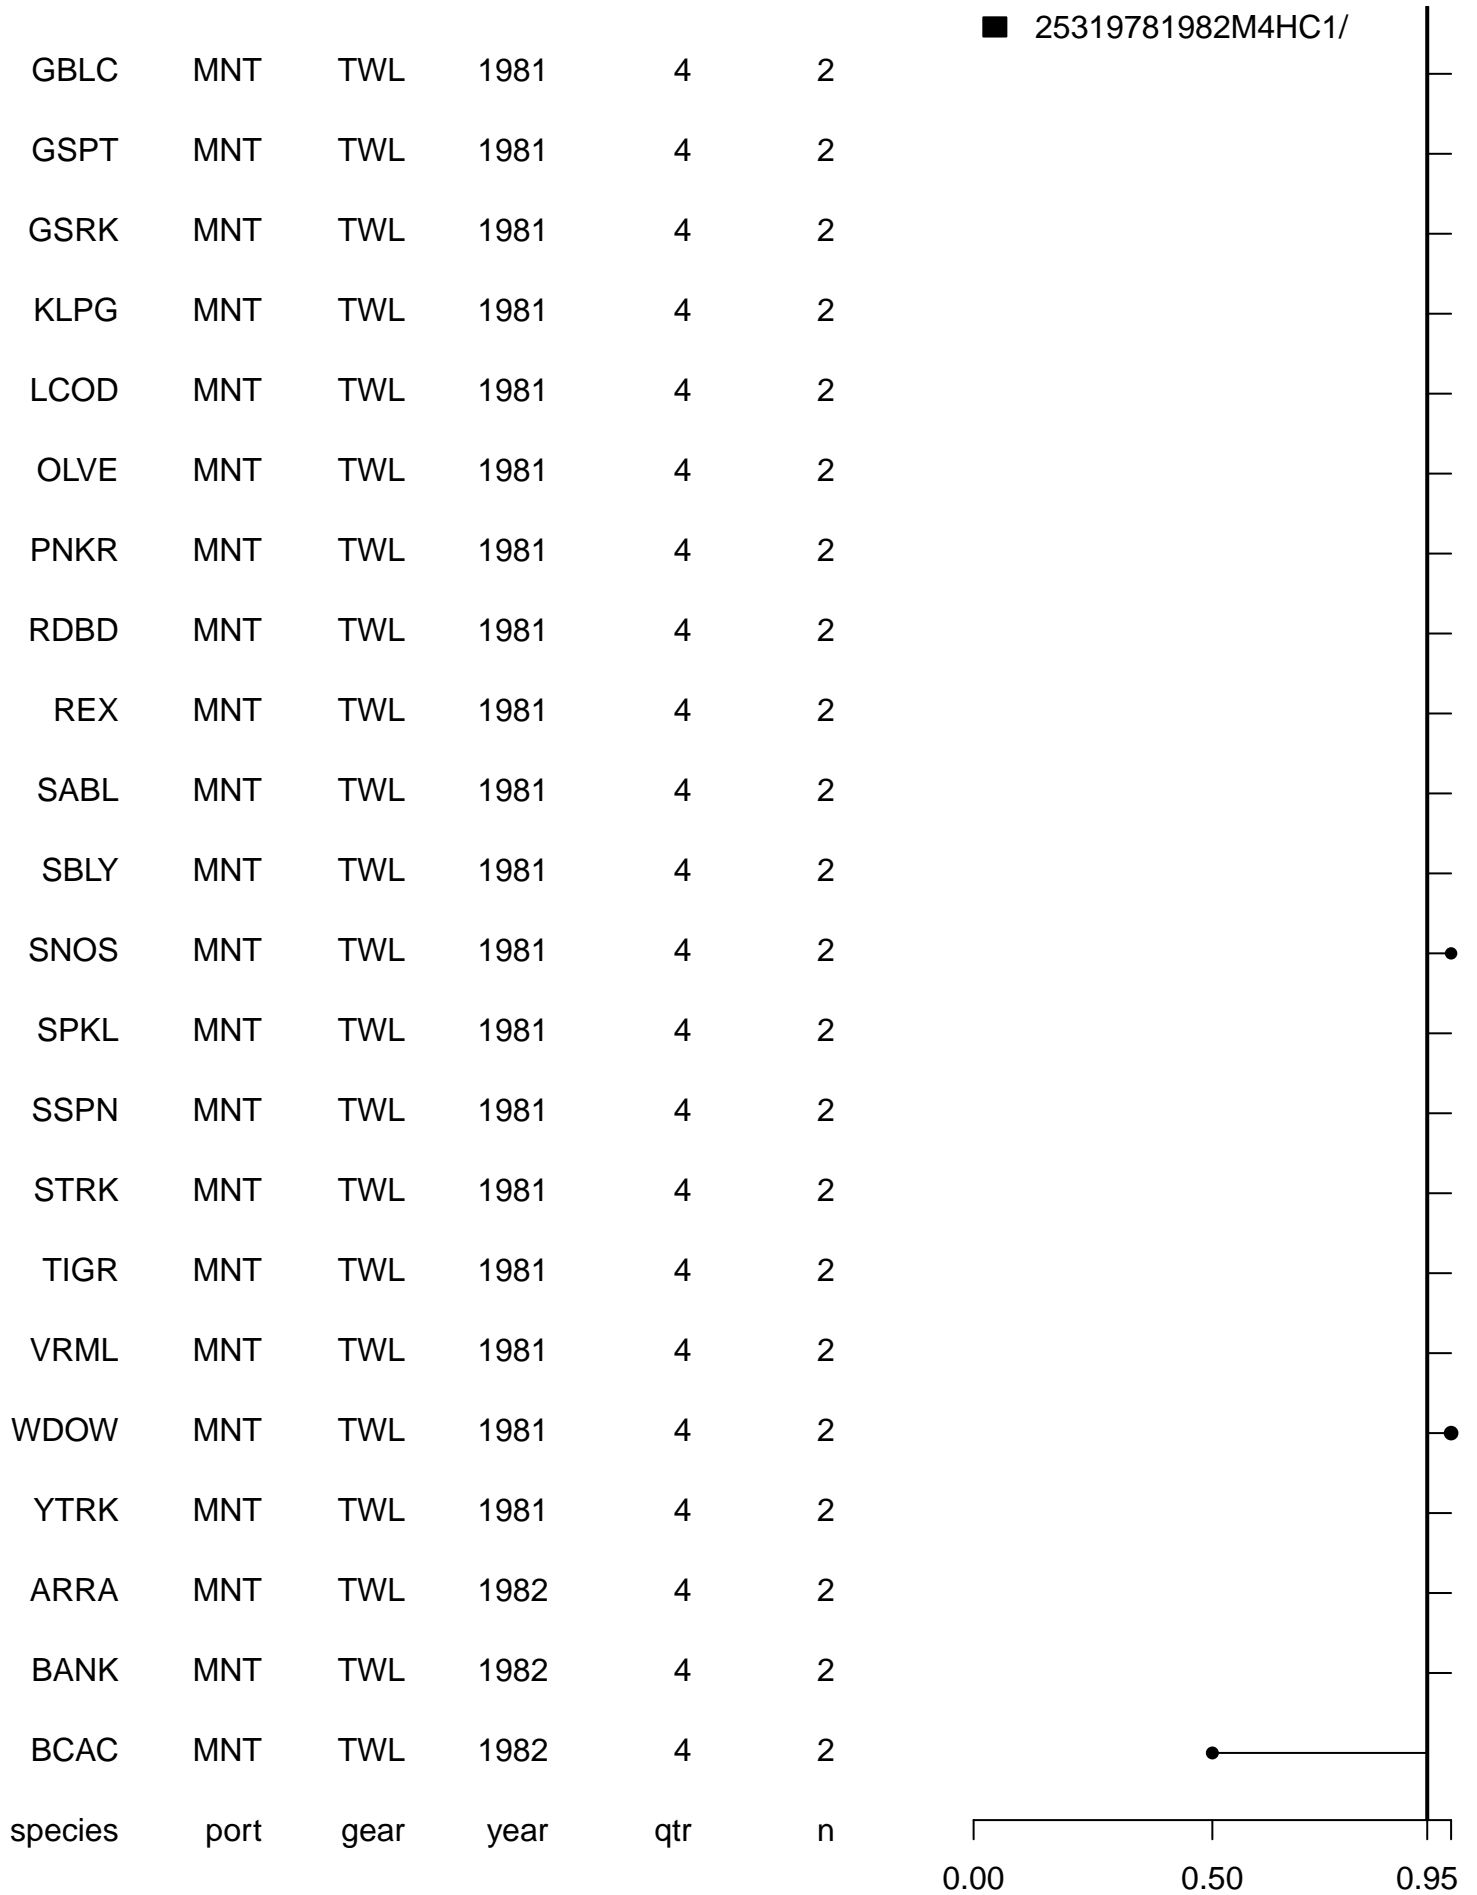 25319781982M4HC1/
GBLC MNT TWL 1981 4 2
GSPT MNT TWL 1981 4 2
GSRK MNT TWL 1981 4 2
KLPG MNT TWL 1981 4 2
LCOD MNT TWL 1981 4 2
OLVE MNT TWL 1981 4 2
PNKR MNT TWL 1981 4 2
RDBD MNT TWL 1981 4 2
REX MNT TWL 1981 4 2
SABL MNT TWL 1981 4 2
SBLY MNT TWL 1981 4 2
SNOS MNT TWL 1981 4 2
SPKL MNT TWL 1981 4 2
SSPN MNT TWL 1981 4 2
STRK MNT TWL 1981 4 2
TIGR MNT TWL 1981 4 2
VRML MNT TWL 1981 4 2
WDOW MNT TWL 1981 4 2
YTRK MNT TWL 1981 4 2
ARRA MNT TWL 1982 4 2
BANK MNT TWL 1982 4 2
BCAC MNT TWL 1982 4 2
species port gear year qtr n
0.00 0.50 0.95